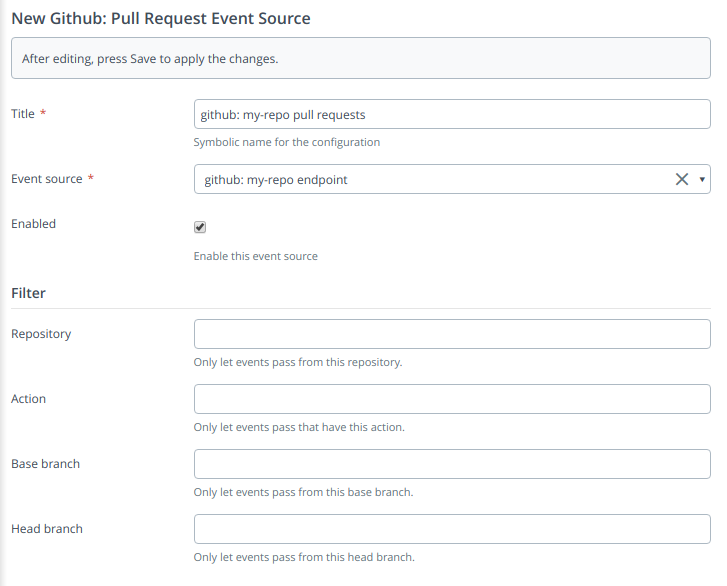 New Github: Pull Request Event Source
After editing, press Save to apply the changes.
Title *
github: my-repo pull requests
Symbolic name for the configuration
Event source *
github: my-repo endpoint
Enabled
Enable this event source
Filter
Repository
Only let events pass from this repository.
Action
Only let events pass that have this action.
Base branch
Only let events pass from this base branch.
Head branch
Only let events pass from this head branch.